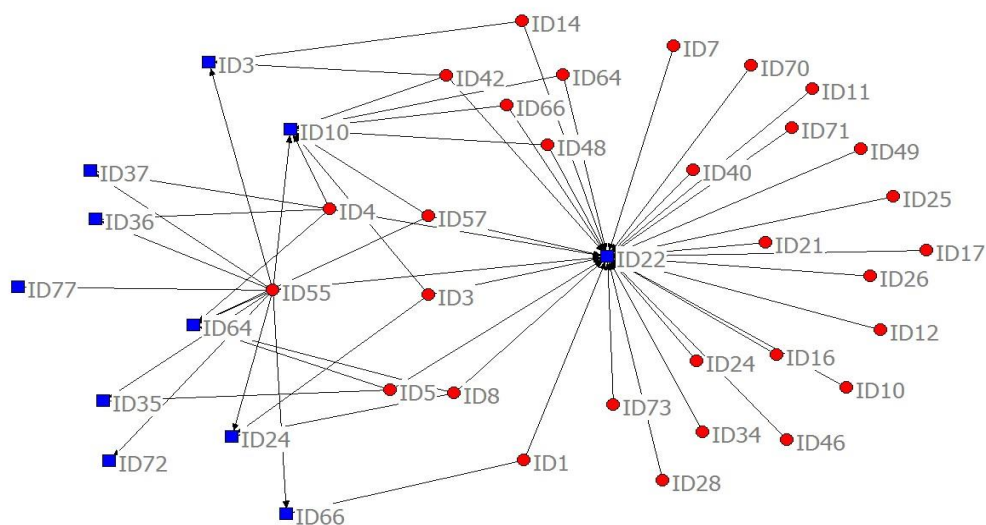 ID14
ID7
ID3
ID70
ID42
ID64
ID11
ID66
ID10
ID71
ID48
ID49
ID37
ID40
ID25
ID36
ID4
ID57
ID21
ID17
ID22
ID26
ID77
ID55
ID3
ID64
ID12
ID16
ID24
ID5
ID8
ID10
ID35
ID73
ID24
ID34
ID46
ID72
ID1
ID28
ID66